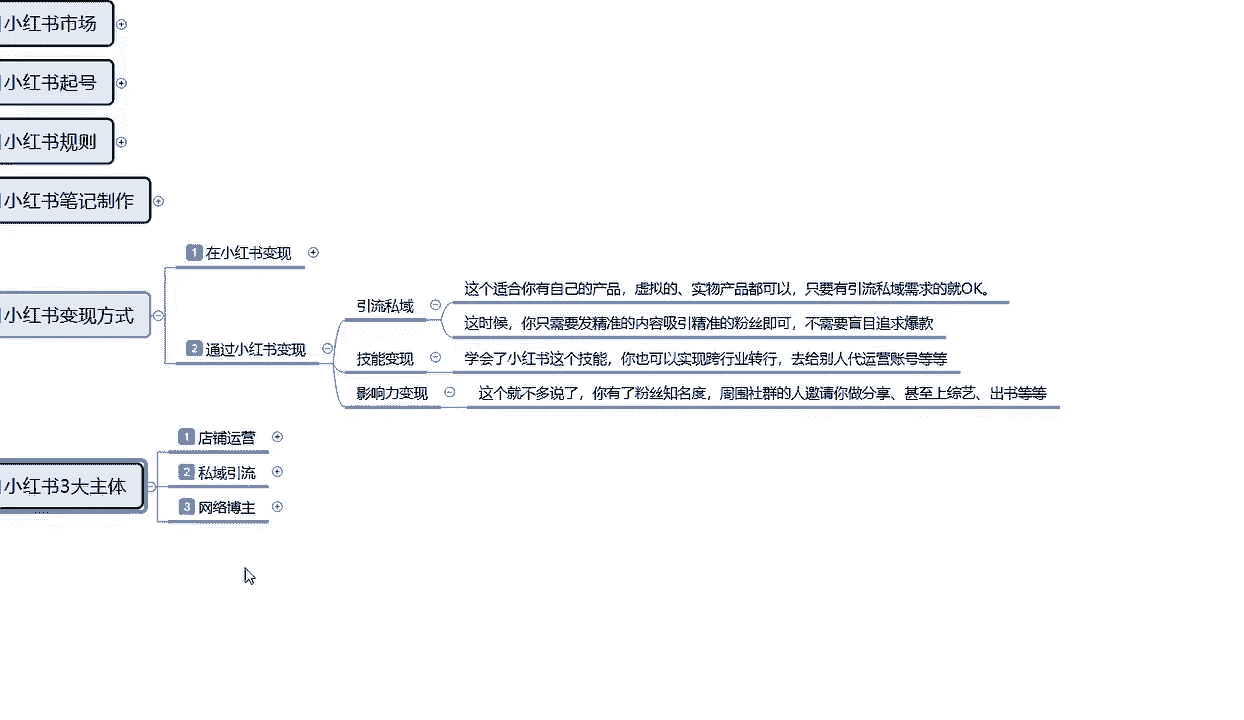 小红书市场
小红书起号
小红书规则
小红书笔记制作
小红书变现方式
1 在小红书变现
2 通过小红书变现
引流私域
这个适合你有自己的产品，虚拟的、实物产品都可以，只要有引流私域需求的就OK。
这时候，你只需要发精准的内容吸引精准的粉丝即可，不需要盲目追求爆款
技能变现
学会了小红书这个技能，你也可以实现跨行业转行，去给别人代运营账号等等
影响力变现
这个就不多说了，你有了粉丝知名度，周围社群的人邀请你做分享、甚至上综艺、出书等等
小红书3大主体
1 店铺运营
2 私域引流
3 网络博主